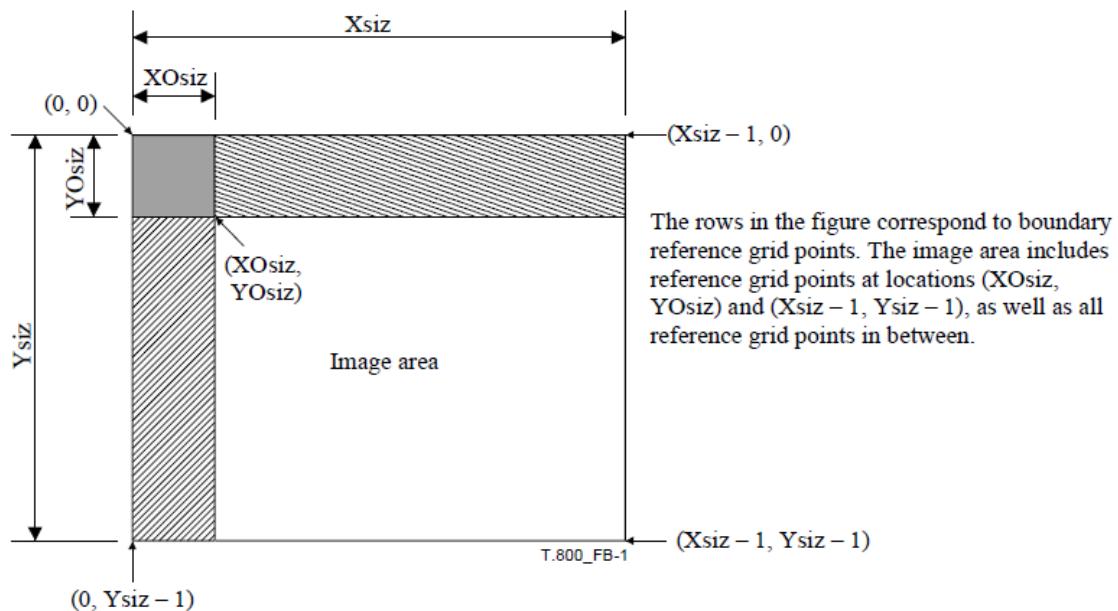 Xsiz
XOsiz
(0, 0)
(Xsiz – 1, 0)
YOsiz
The rows in the figure correspond to boundary
reference grid points. The image area includes
reference grid points at locations (XOsiz,
YOsiz) and (Xsiz – 1, Ysiz – 1), as well as all
reference grid points in between.
(XOsiz,
YOsiz)
Ysiz
Image area
(Xsiz – 1, Ysiz – 1)
T.800_FB-1
(0, Ysiz – 1)